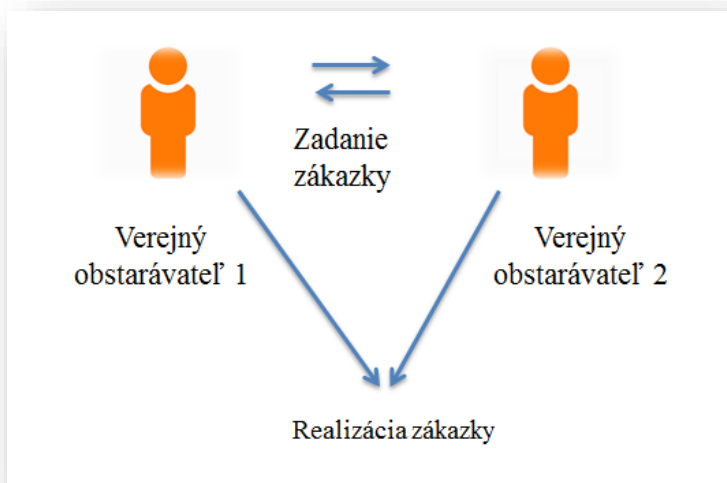 Zadanie
zákazky
Verejný
obstarávateľ 1
Verejný
obstarávateľ 2
Realizácia zákazky